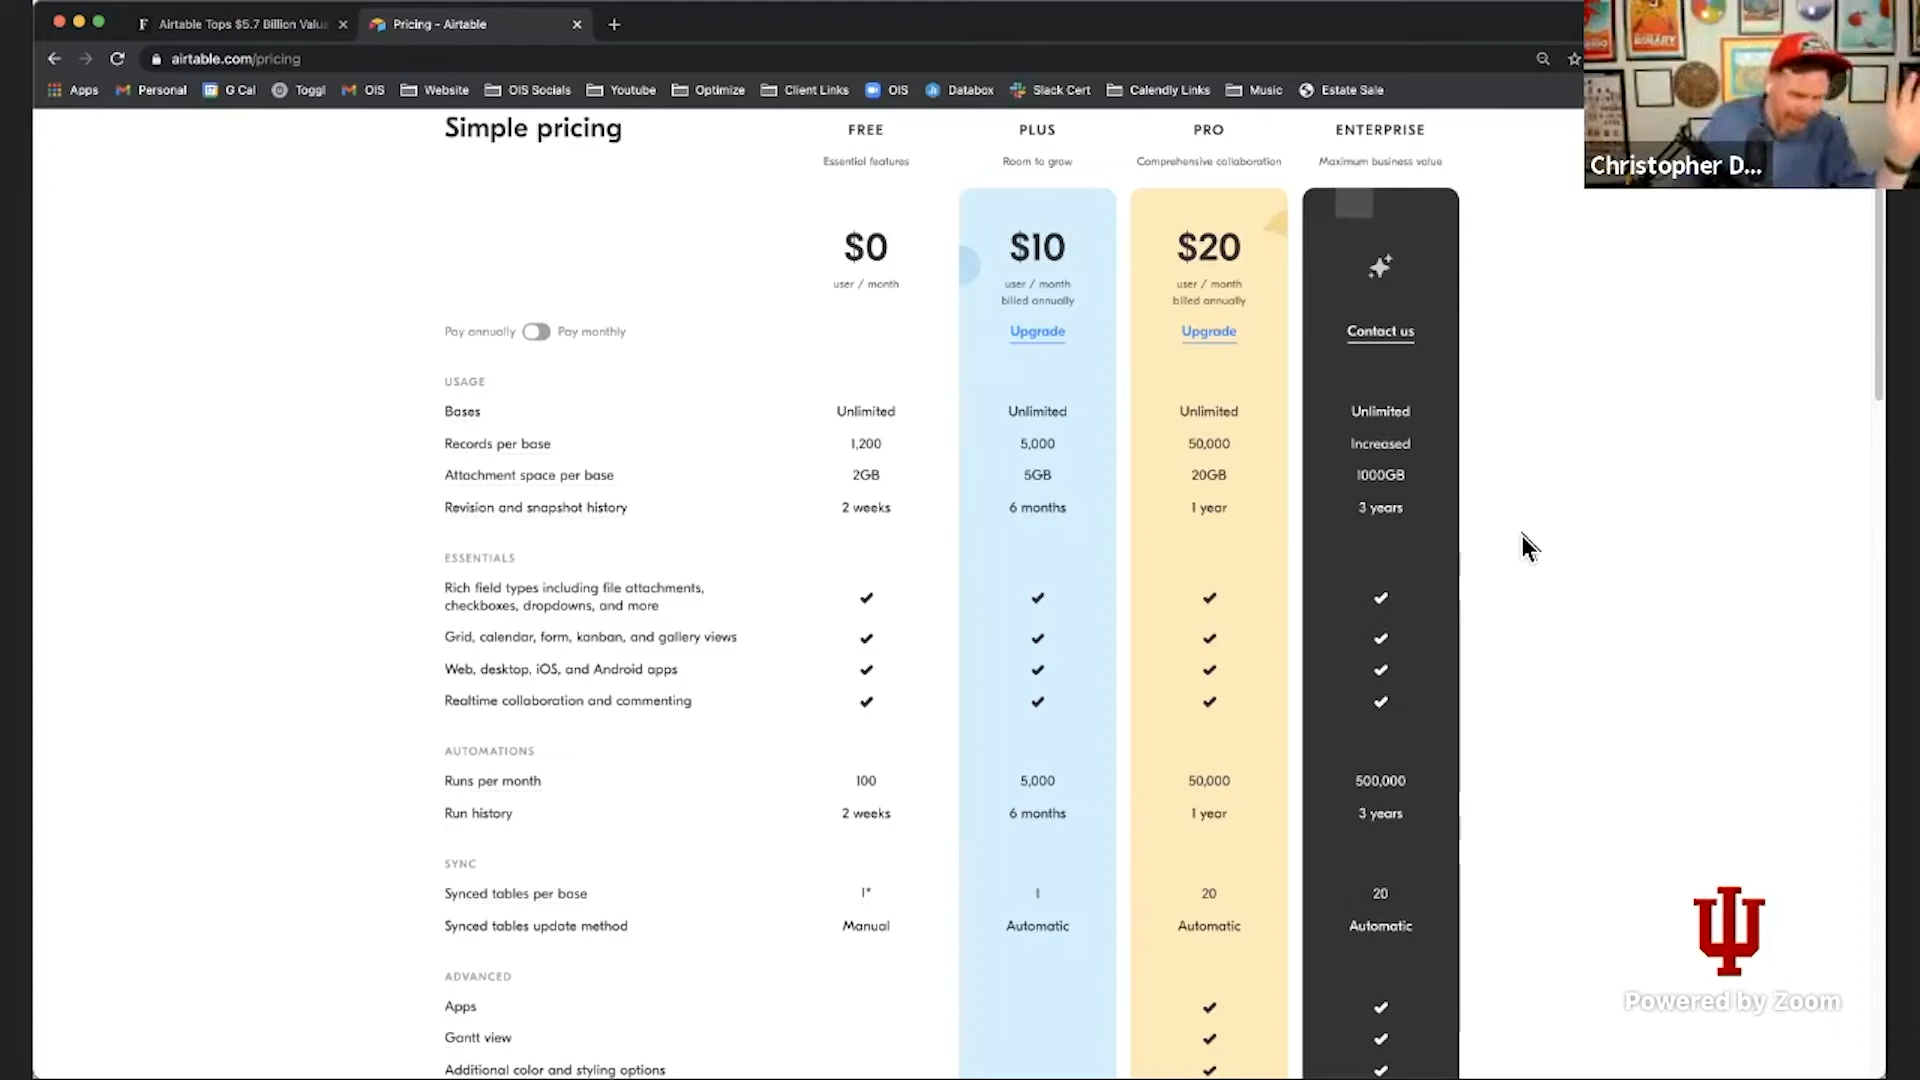 Airtable Tops $5.7 Billion Valua
Pricing - Airtable
airtable.com/pricing
Apps Personal G Cal Toggl OIS Website OIS Socials Youtube Optimize Client Links OIS Databox Slack Cert Calendly Links Music Estate Sale
Christopher D...
Simple pricing FREE PLUS PRO ENTERPRISE
Essential features Room to grow Comprehensive collaboration Maximum business value
$0 $10 $20
user / month user / month user / month
billed annually billed annually
Pay annually Pay monthly Upgrade Upgrade Contact us
USAGE
Bases Unlimited Unlimited Unlimited Unlimited
Records per base 1,200 5,000 50,000 Increased
Attachment space per base 2GB 5GB 20GB 1000GB
Revision and snapshot history 2 weeks 6 months 1 year 3 years
ESSENTIALS
Rich field types including file attachments,
checkboxes, dropdowns, and more
Grid, calendar, form, kanban, and gallery views
Web, desktop, iOS, and Android apps
Realtime collaboration and commenting
AUTOMATIONS
Runs per month 100 5,000 50,000 500,000
Run history 2 weeks 6 months 1 year 3 years
SYNC
Synced tables per base 1* 1 20 20
Synced tables update method Manual Automatic Automatic Automatic
ADVANCED
Apps
Gantt view
Additional color and styling options
Powered by Zoom